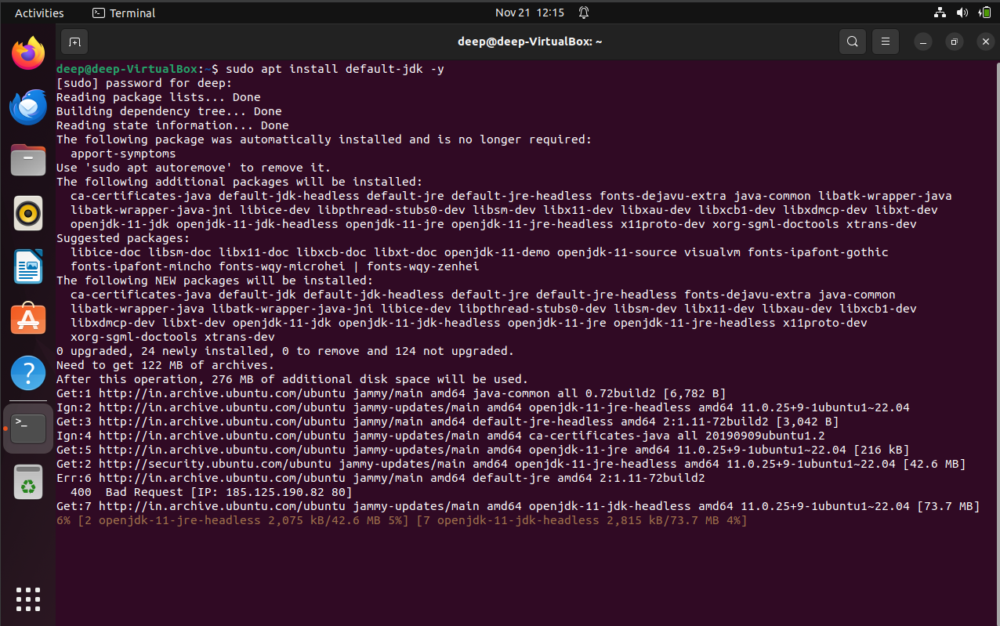 Activities
Terminal
Nov 21 12:15
deep@deep-VirtualBox: ~
deep@deep-VirtualBox:~$ sudo apt install default-jdk -y
[sudo] password for deep:
Reading package lists... Done
Building dependency tree... Done
Reading state information... Done
The following package was automatically installed and is no longer required:
  apport-symptoms
Use 'sudo apt autoremove' to remove it.
The following additional packages will be installed:
  ca-certificates-java default-jdk-headless default-jre default-jre-headless fonts-dejavu-extra java-common libatk-wrapper-java
  libatk-wrapper-java-jni libice-dev libpthread-stubs0-dev libsm-dev libx11-dev libxau-dev libxcb1-dev libxdmcp-dev libxt-dev
  openjdk-11-jdk openjdk-11-jdk-headless openjdk-11-jre openjdk-11-jre-headless x11proto-dev xorg-sgml-doctools xtrans-dev
Suggested packages:
  libice-doc libsm-doc libx11-doc libxcb-doc libxt-doc openjdk-11-demo openjdk-11-source visualvm fonts-ipafont-gothic
  fonts-ipafont-mincho fonts-wqy-microhei | fonts-wqy-zenhei
The following NEW packages will be installed:
  ca-certificates-java default-jdk default-jdk-headless default-jre default-jre-headless fonts-dejavu-extra java-common
  libatk-wrapper-java libatk-wrapper-java-jni libice-dev libpthread-stubs0-dev libsm-dev libx11-dev libxau-dev libxcb1-dev
  libxdmcp-dev libxt-dev openjdk-11-jdk openjdk-11-jdk-headless openjdk-11-jre openjdk-11-jre-headless x11proto-dev
  xorg-sgml-doctools xtrans-dev
0 upgraded, 24 newly installed, 0 to remove and 124 not upgraded.
Need to get 122 MB of archives.
After this operation, 276 MB of additional disk space will be used.
Get:1 http://in.archive.ubuntu.com/ubuntu jammy/main amd64 java-common all 0.72build2 [6,782 B]
Ign:2 http://in.archive.ubuntu.com/ubuntu jammy-updates/main amd64 openjdk-11-jre-headless amd64 11.0.25+9-1ubuntu1~22.04
Get:3 http://in.archive.ubuntu.com/ubuntu jammy/main amd64 default-jre-headless amd64 2:1.11-72build2 [3,042 B]
Ign:4 http://in.archive.ubuntu.com/ubuntu jammy-updates/main amd64 ca-certificates-java all 20190909ubuntu1.2
Get:5 http://in.archive.ubuntu.com/ubuntu jammy-updates/main amd64 openjdk-11-jre amd64 11.0.25+9-1ubuntu1~22.04 [216 kB]
Get:2 http://security.ubuntu.com/ubuntu jammy-updates/main amd64 openjdk-11-jre-headless amd64 11.0.25+9-1ubuntu1~22.04 [42.6 MB]
Err:6 http://in.archive.ubuntu.com/ubuntu jammy/main amd64 default-jre amd64 2:1.11-72build2
  400  Bad Request [IP: 185.125.190.82 80]
Get:7 http://in.archive.ubuntu.com/ubuntu jammy-updates/main amd64 openjdk-11-jdk-headless amd64 11.0.25+9-1ubuntu1~22.04 [73.7 MB]
6% [2 openjdk-11-jre-headless 2,075 kB/42.6 MB 5%] [7 openjdk-11-jdk-headless 2,815 kB/73.7 MB 4%]